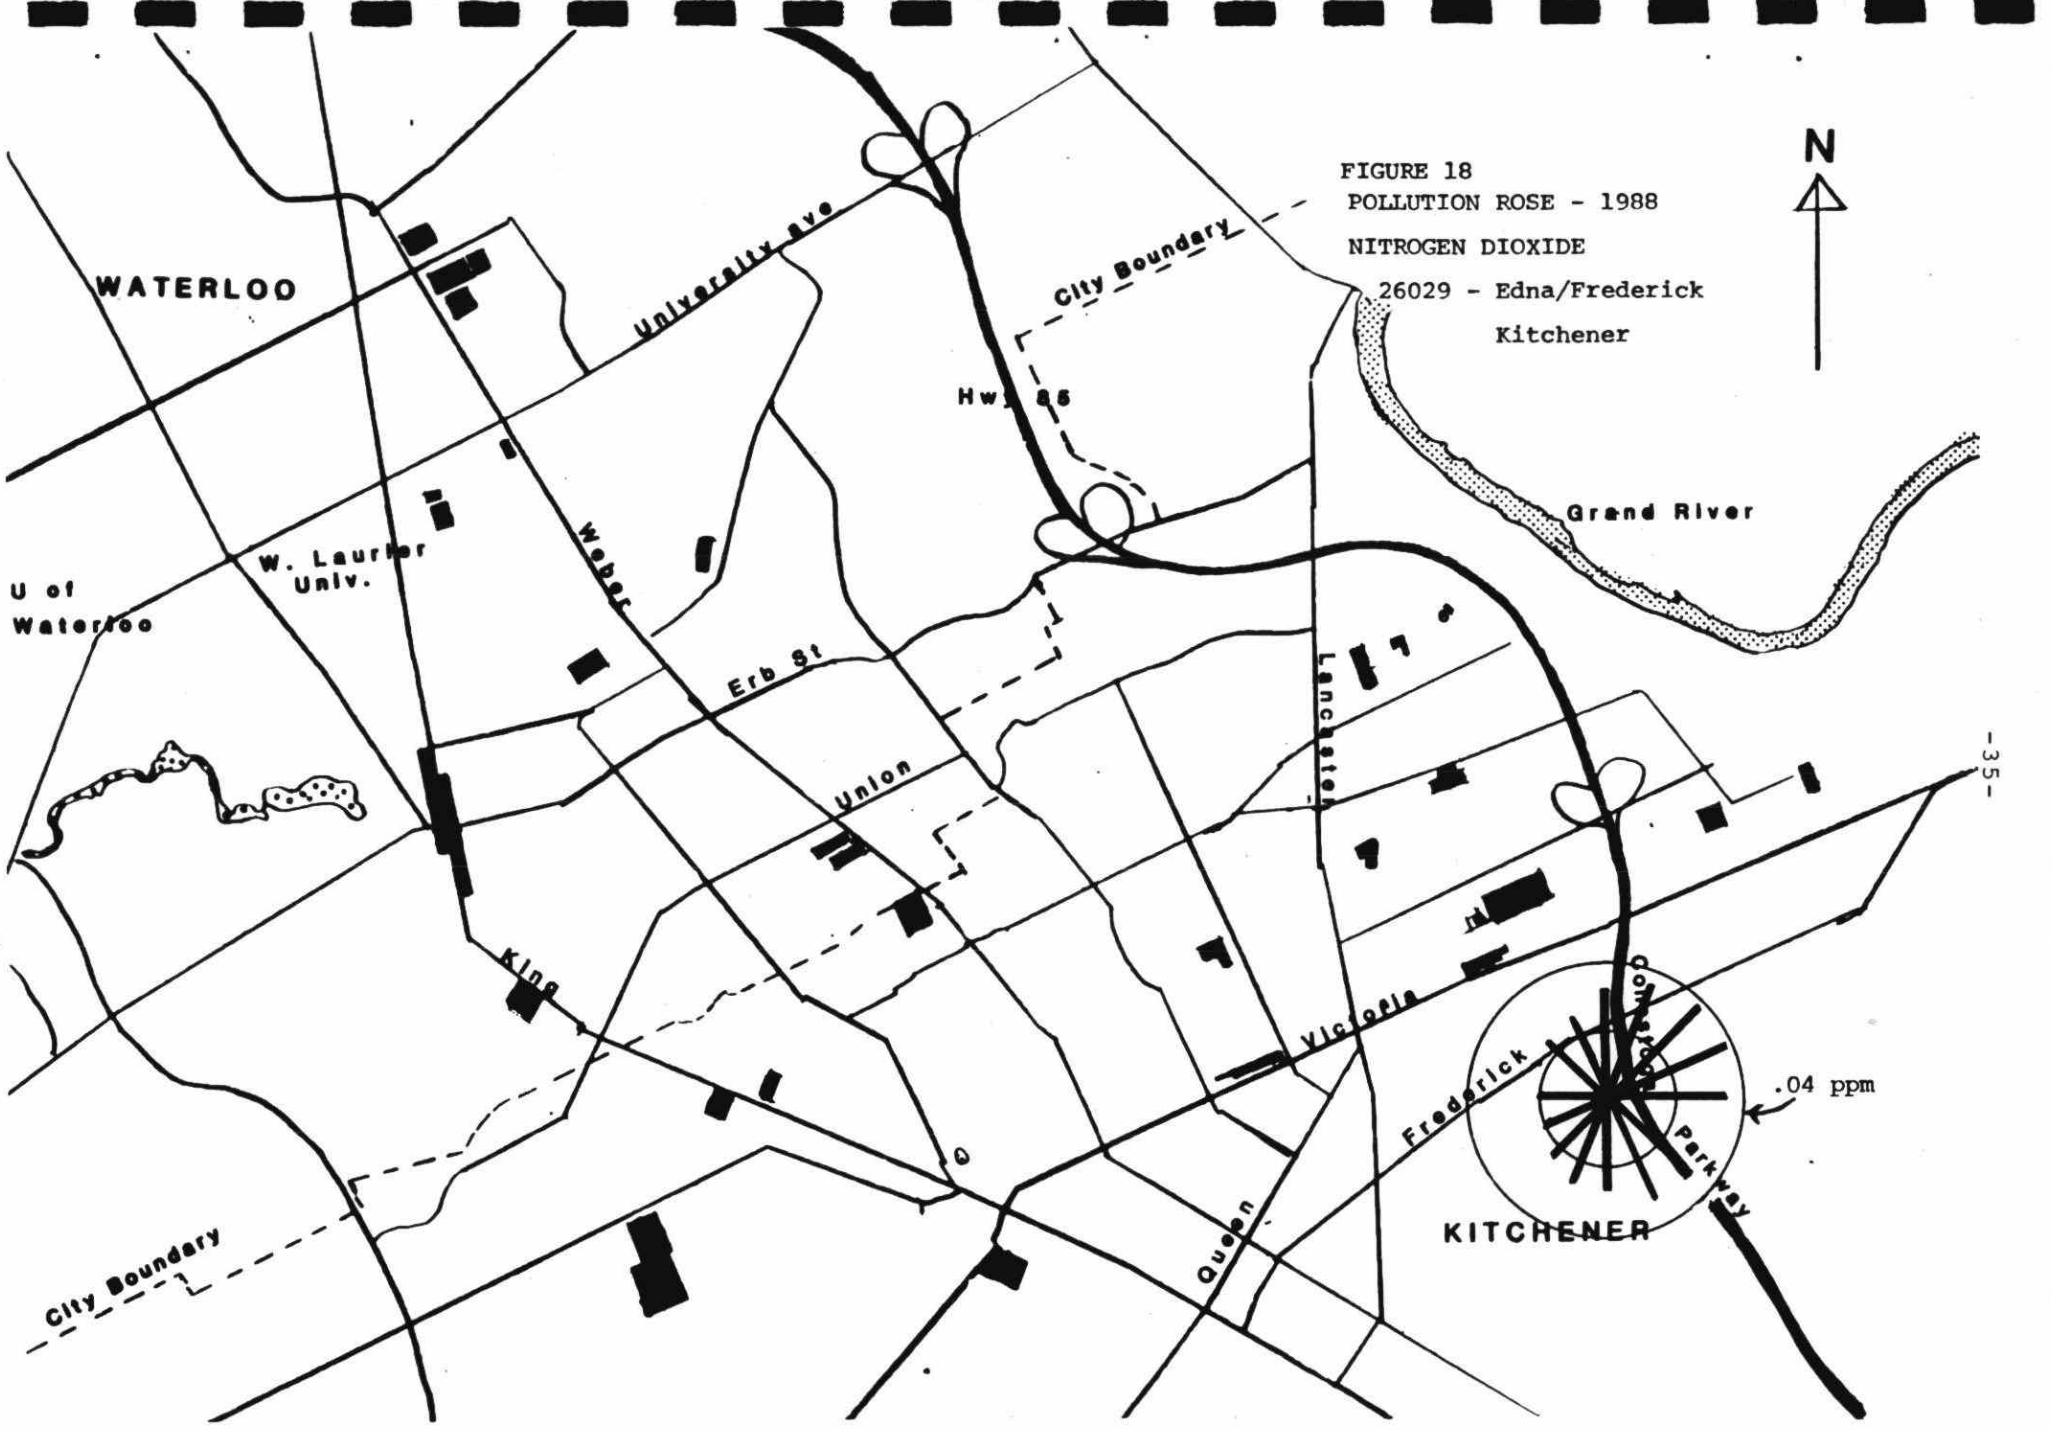 N
FIGURE 18
POLLUTION ROSE - 1988
NITROGEN DIOXIDE
26029 - Edna/Frederick
Kitchener
WATERLOO
University ave
City Boundary
Hwy 85
Grand River
W. Laurier
Univ.
U of
Waterloo
Weber
Erb St
Lancaster
Union
-35-
King
Victoria
Conestoga
Frederick
.04 ppm
Parkway
Queen
KITCHENER
City Boundary